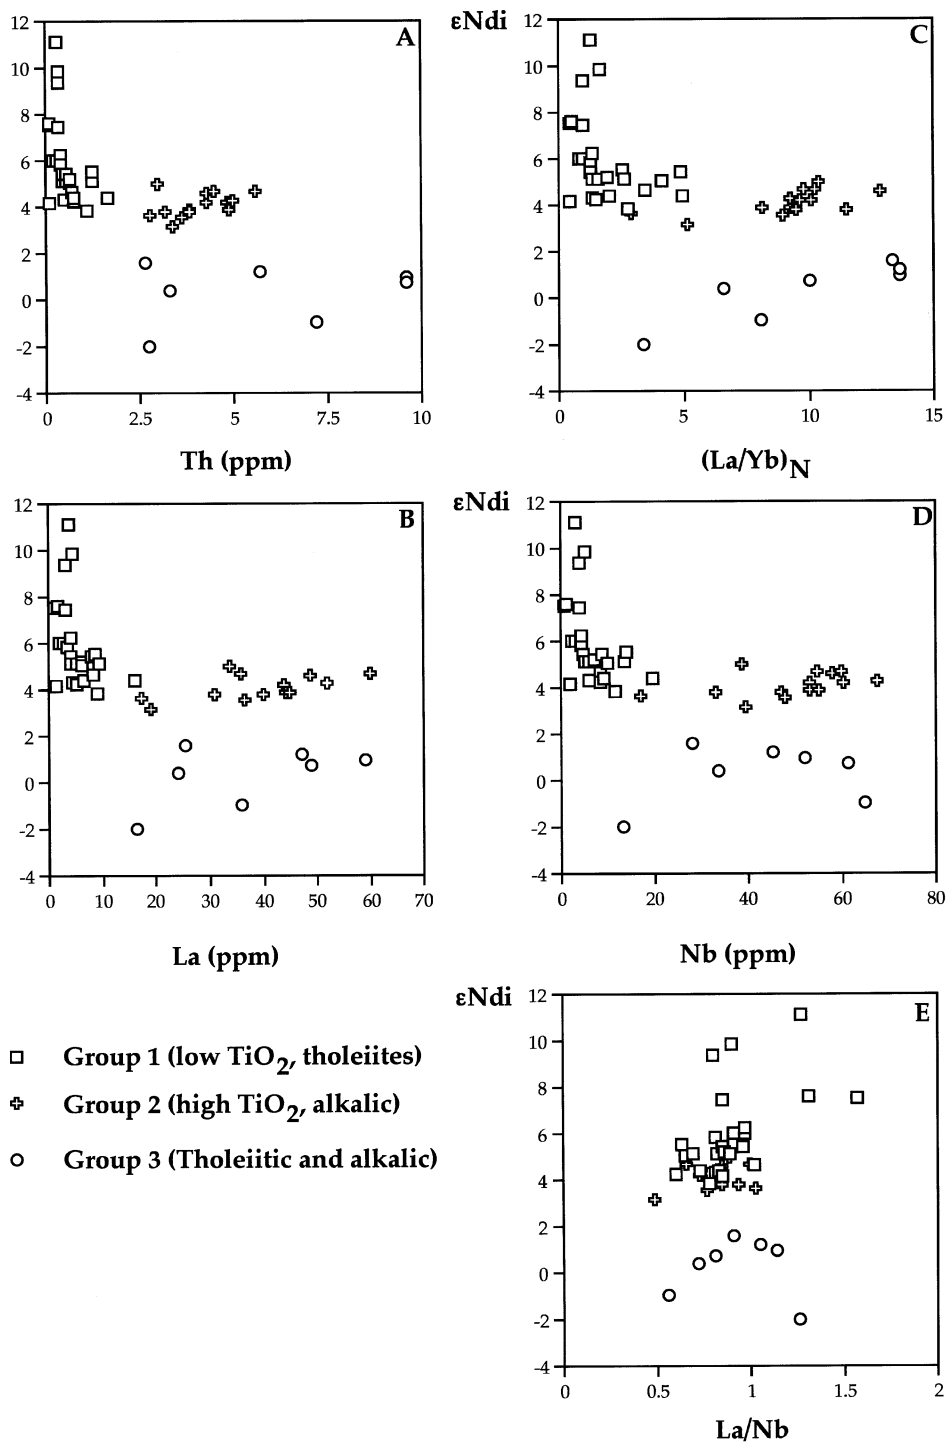 A
12
10
8
6
4
2
0
-2
-4
0 2.5 5 7.5 10
Th (ppm)
εNdi
C
12
10
8
6
4
2
0
-2
-4
0 5 10 15
(La/Yb)N
B
12
10
8
6
4
2
0
-2
-4
0 10 20 30 40 50 60 70
La (ppm)
εNdi
D
12
10
8
6
4
2
0
-2
-4
0 20 40 60 80
Nb (ppm)
Group 1 (low TiO2, tholeiites)
Group 2 (high TiO2, alkalic)
Group 3 (Tholeiitic and alkalic)
εNdi
E
12
10
8
6
4
2
0
-2
-4
0 0.5 1 1.5 2
La/Nb